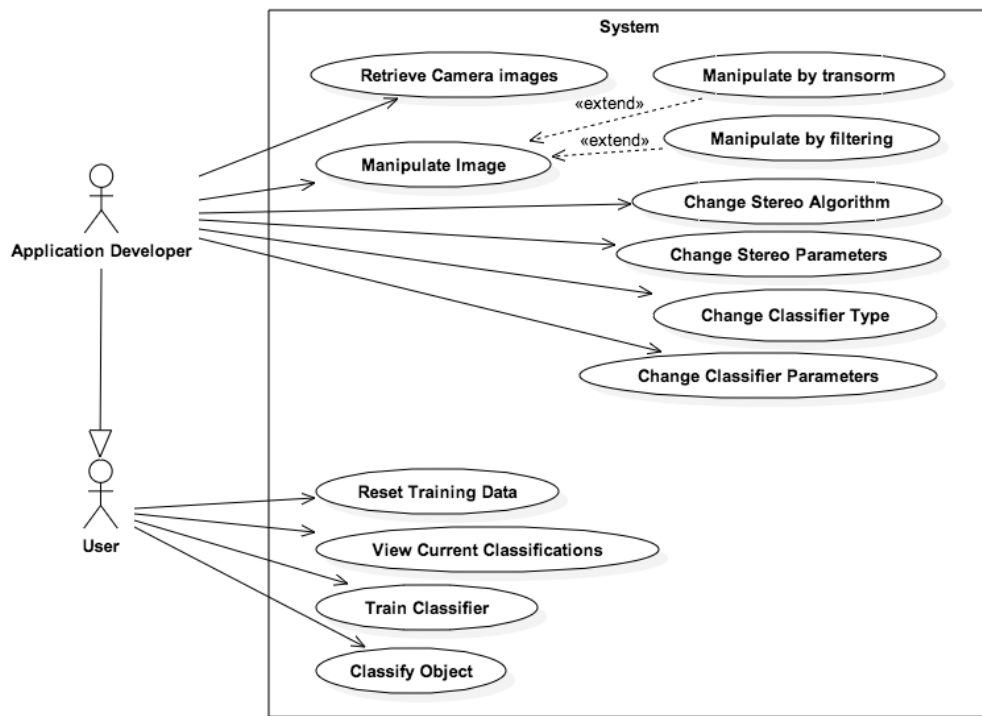 System
Retrieve Camera images
Manipulate by transorm
«extend»
«extend»
Manipulate by filtering
Manipulate Image
Change Stereo Algorithm
Application Developer
Change Stereo Parameters
Change Classifier Type
Change Classifier Parameters
Reset Training Data
User
View Current Classifications
Train Classifier
Classify Object